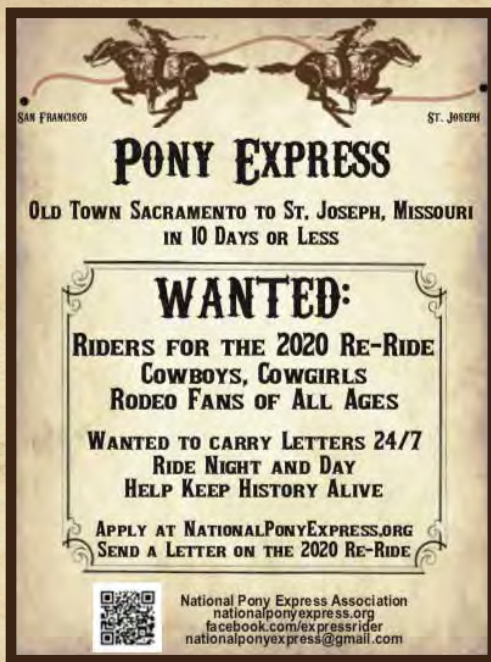 San Francisco
St. Joseph
Pony Express
Old Town Sacramento to St. Joseph, Missouri
in 10 Days or Less
WANTED:
Riders for the 2020 Re-Ride
Cowboys, Cowgirls
Rodeo Fans of All Ages
Wanted to carry Letters 24/7
Ride Night and Day
Help Keep History Alive
Apply at NationalPonyExpress.org
Send a Letter on the 2020 Re-Ride
National Pony Express Association
nationalponyexpress.org
facebook.com/expressrider
nationalponyexpress@gmail.com